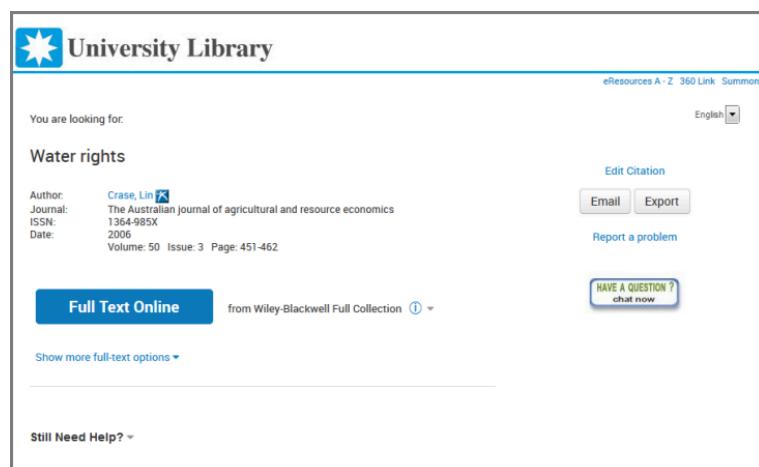 University Library
eResources A - Z 360 Link Summon
You are looking for:
English
Water rights
Edit Citation
Author: Crase, Lin
Journal: The Australian journal of agricultural and resource economics
ISSN: 1364-985X
Date: 2006
Volume: 50 Issue: 3 Page: 451-462
Email Export
Report a problem
HAVE A QUESTION ?
chat now
Full Text Online from Wiley-Blackwell Full Collection
Show more full-text options
Still Need Help?